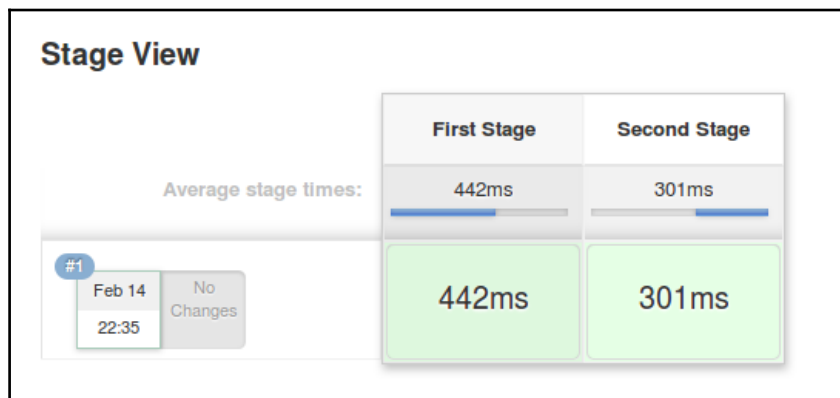 Stage View
First Stage
Second Stage
Average stage times:
442ms
301ms
#1
Feb 14
22:35
No
Changes
442ms
301ms